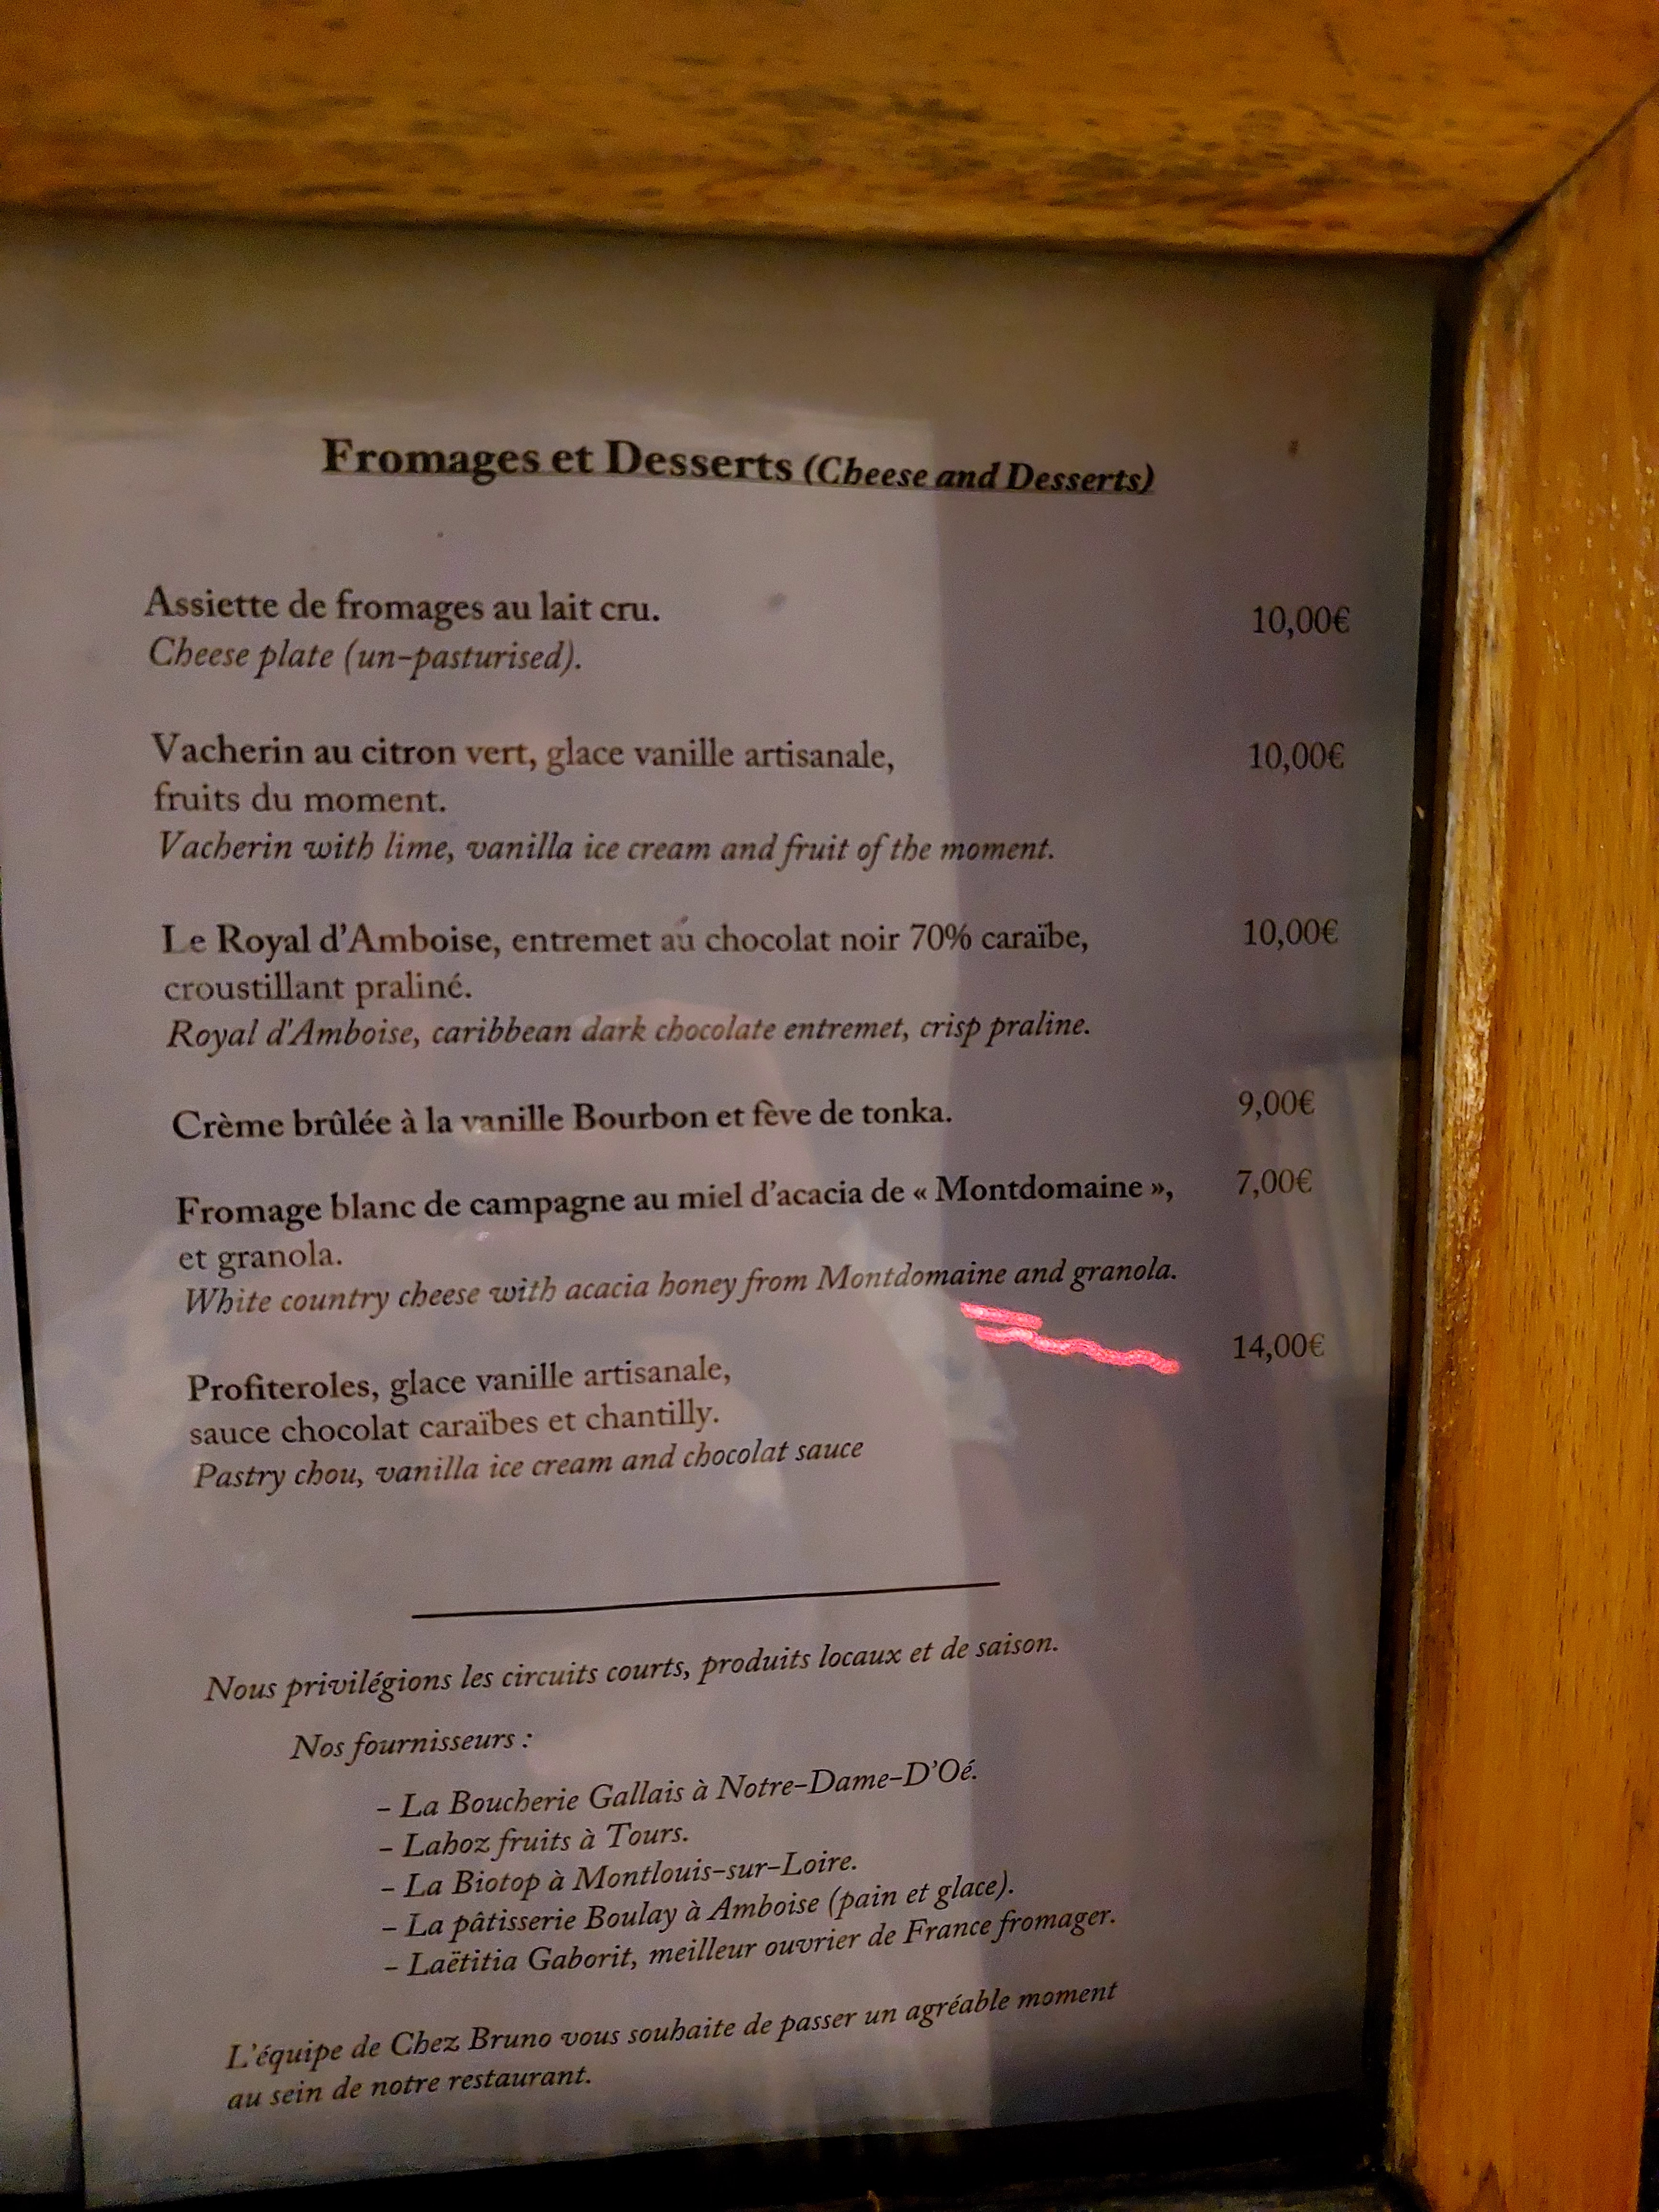 Fromages et Desserts (Cheese and Desserts)
Assiette de fromages au lait cru. 10,00€
Cheese plate (un-pasturised).
Vacherin au citron vert, glace vanille artisanale, 10,00€
fruits du moment.
Vacherin with lime, vanilla ice cream and fruit of the moment.
Le Royal d'Amboise, entremet au chocolat noir 70% caraïbe, 10,00€
croustillant praliné.
Royal d'Amboise, caribbean dark chocolate entremet, crisp praline.
Crème brûlée à la vanille Bourbon et fève de tonka. 9,00€
Fromage blanc de campagne au miel d'acacia de « Montdomaine », 7,00€
et granola.
White country cheese with acacia honey from Montdomaine and granola.
Profiteroles, glace vanille artisanale, 14,00€
sauce chocolat caraïbes et chantilly.
Pastry chou, vanilla ice cream and chocolat sauce
Nous privilégions les circuits courts, produits locaux et de saison.
Nos fournisseurs :
- La Boucherie Gallais à Notre-Dame-D'Oé.
- Lahoz fruits à Tours.
- La Biotop à Montlouis-sur-Loire.
- La pâtisserie Boulay à Amboise (pain et glace).
- Laëtitia Gaborit, meilleur ouvrier de France fromager.
L'équipe de Chez Bruno vous souhaite de passer un agréable moment
au sein de notre restaurant.